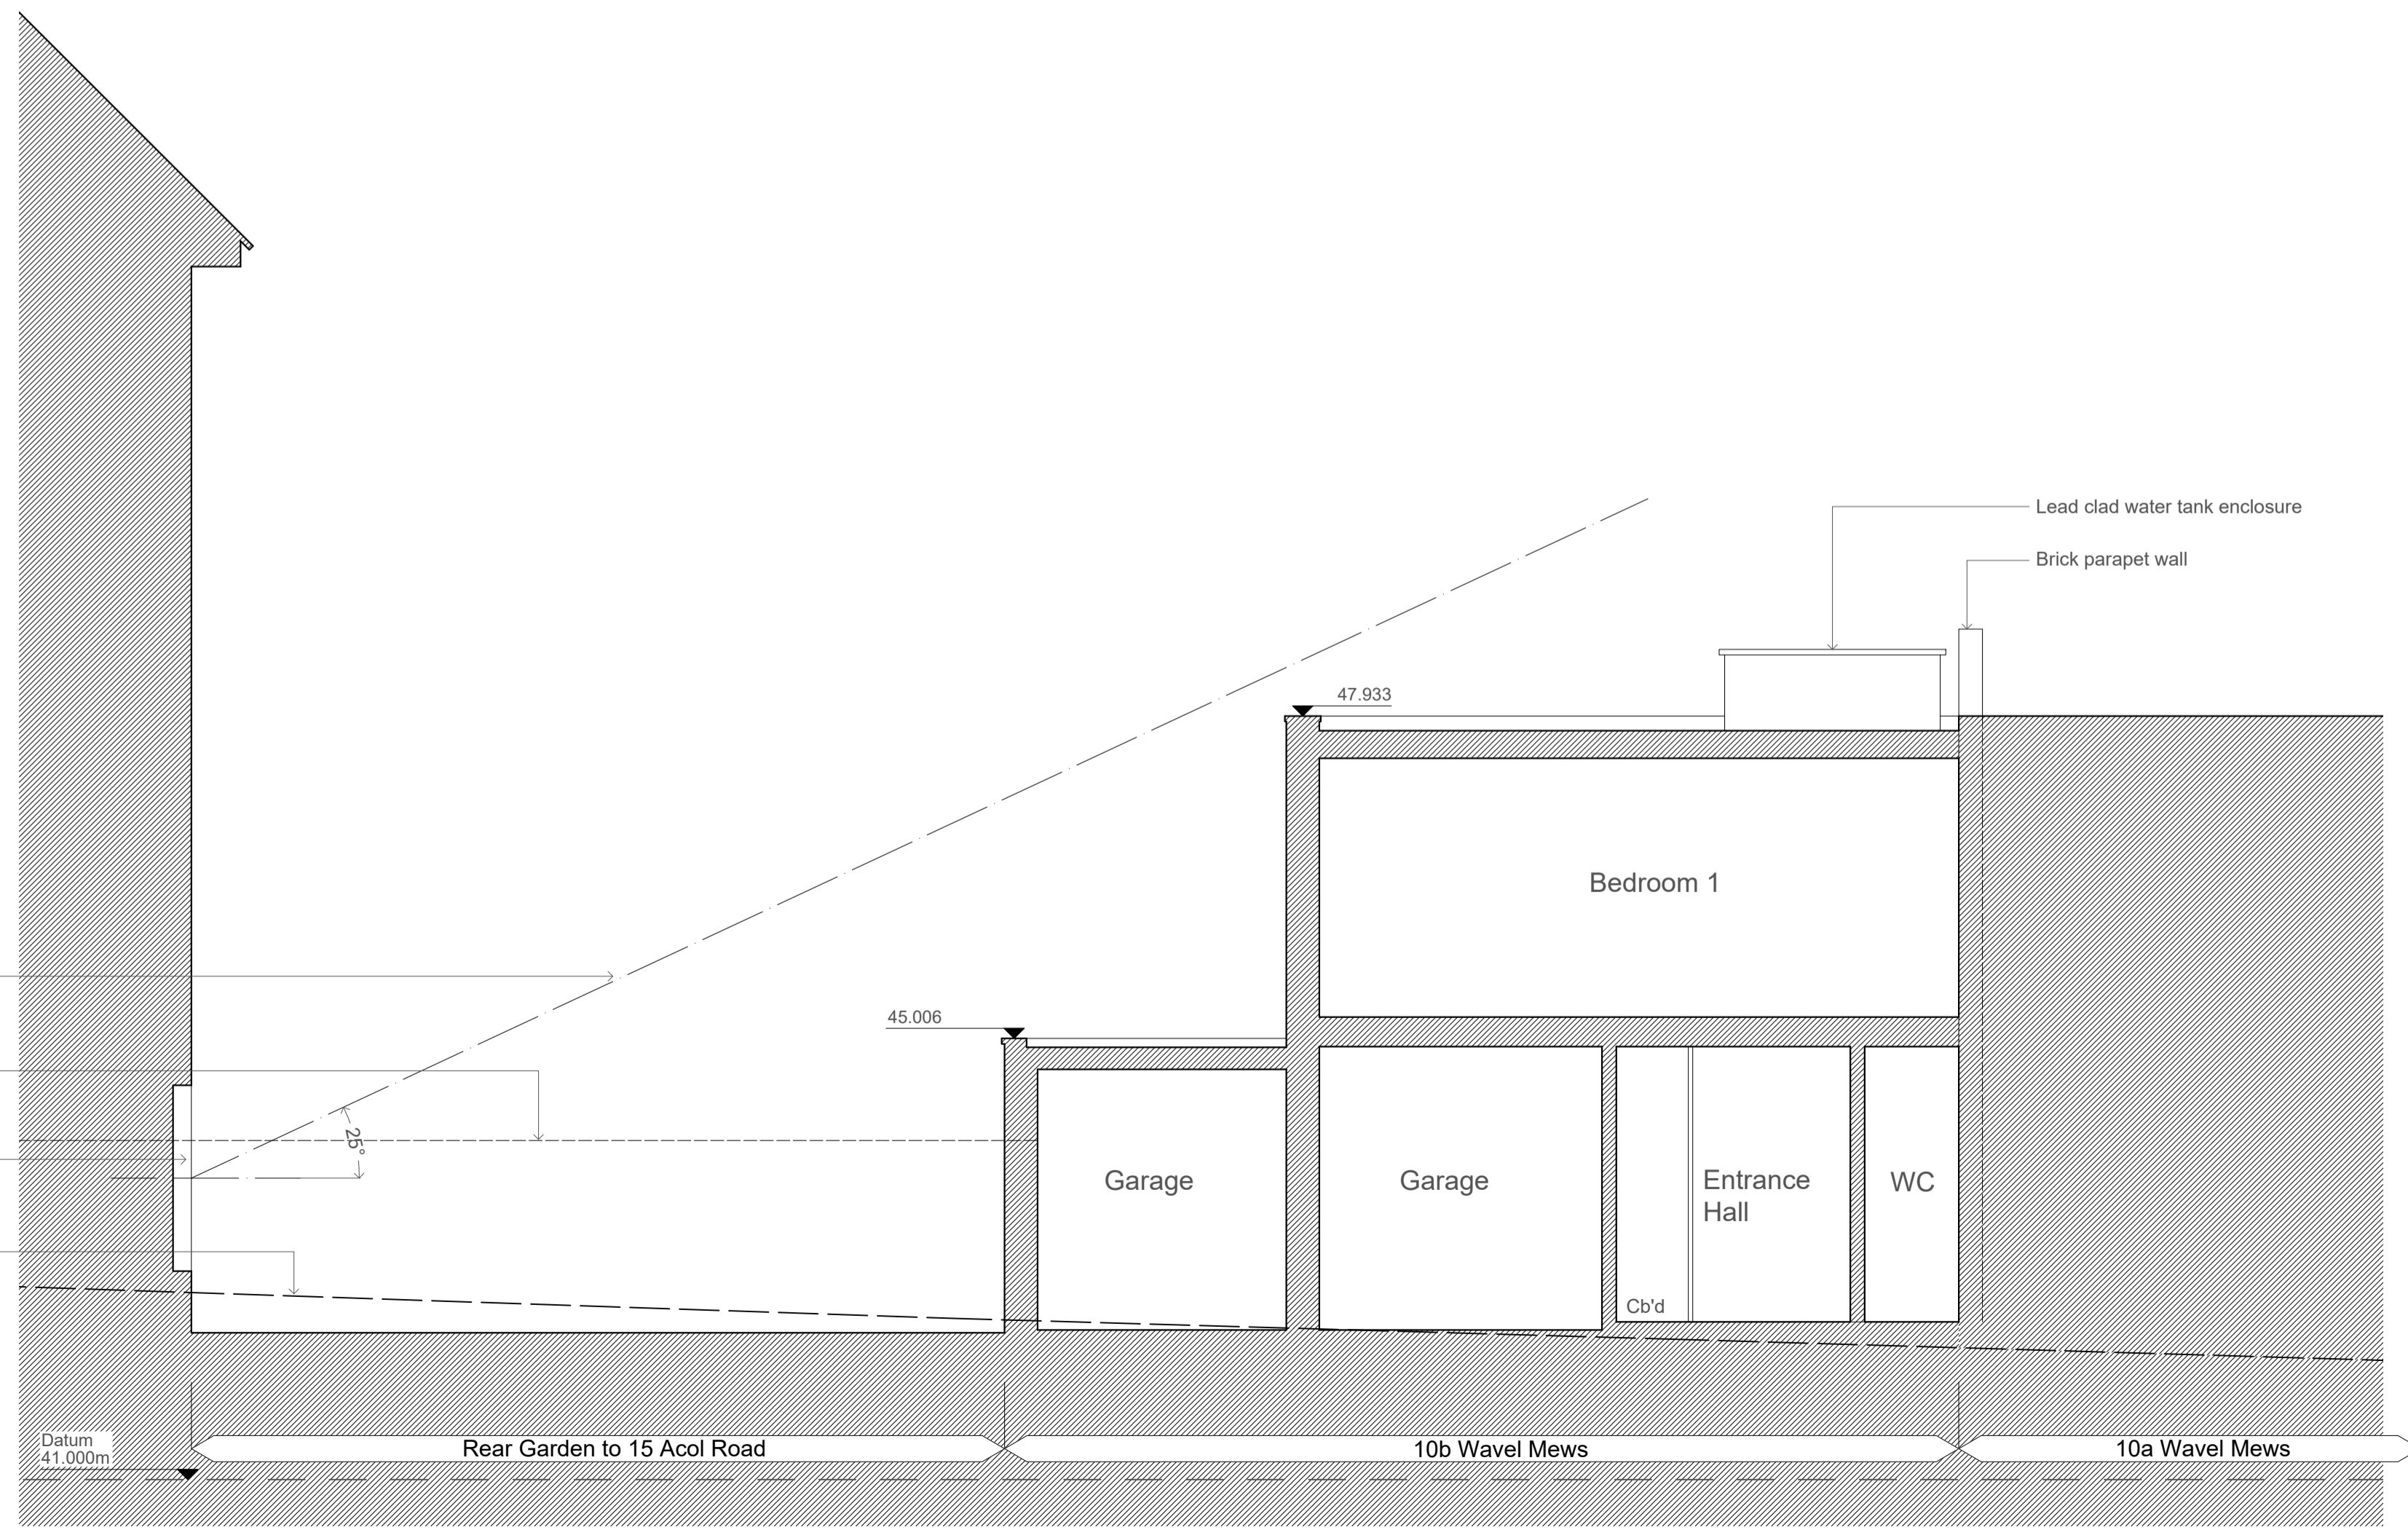 Lead clad water tank enclosure
Brick parapet wall
47.933
Bedroom 1
45.006
25°
Garage
Garage
Entrance
Hall
WC
Cb'd
Datum
41.000m
Rear Garden to 15 Acol Road
10b Wavel Mews
10a Wavel Mews